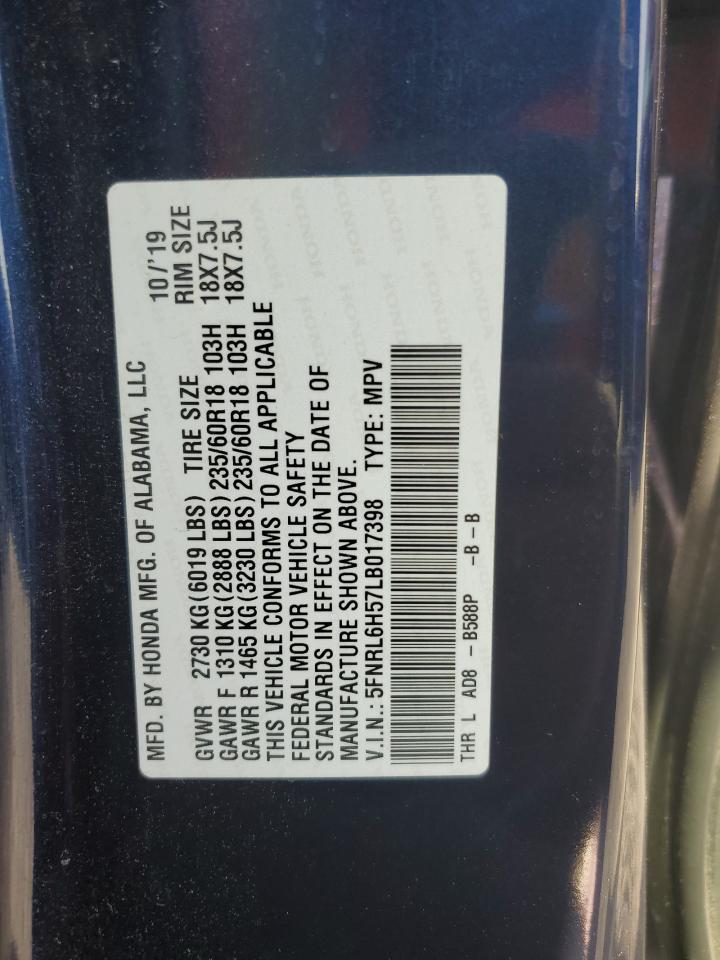 MFD. BY HONDA MFG. OF ALABAMA, LLC 10/'19
GVWR 2730 KG(6019 LBS) TIRE SIZE RIM SIZE
GAWR F 1310 KG(2888 LBS)235/60R18 103H 18X7.5J
GAWR R 1465 KG(3230 LBS)235/60R18 103H 18X7.5J
THIS VEHICLE CONFORMS TO ALL APPLICABLE
FEDERAL MOTOR VEHICLE SAFETY
STANDARDS IN EFFECT ON THE DATE OF
MANUFACTURE SHOWN ABOVE.
V.I.N.: 5FNRL6H57LB017398 TYPE: MPV
THR L AD8 - B588P -B-B